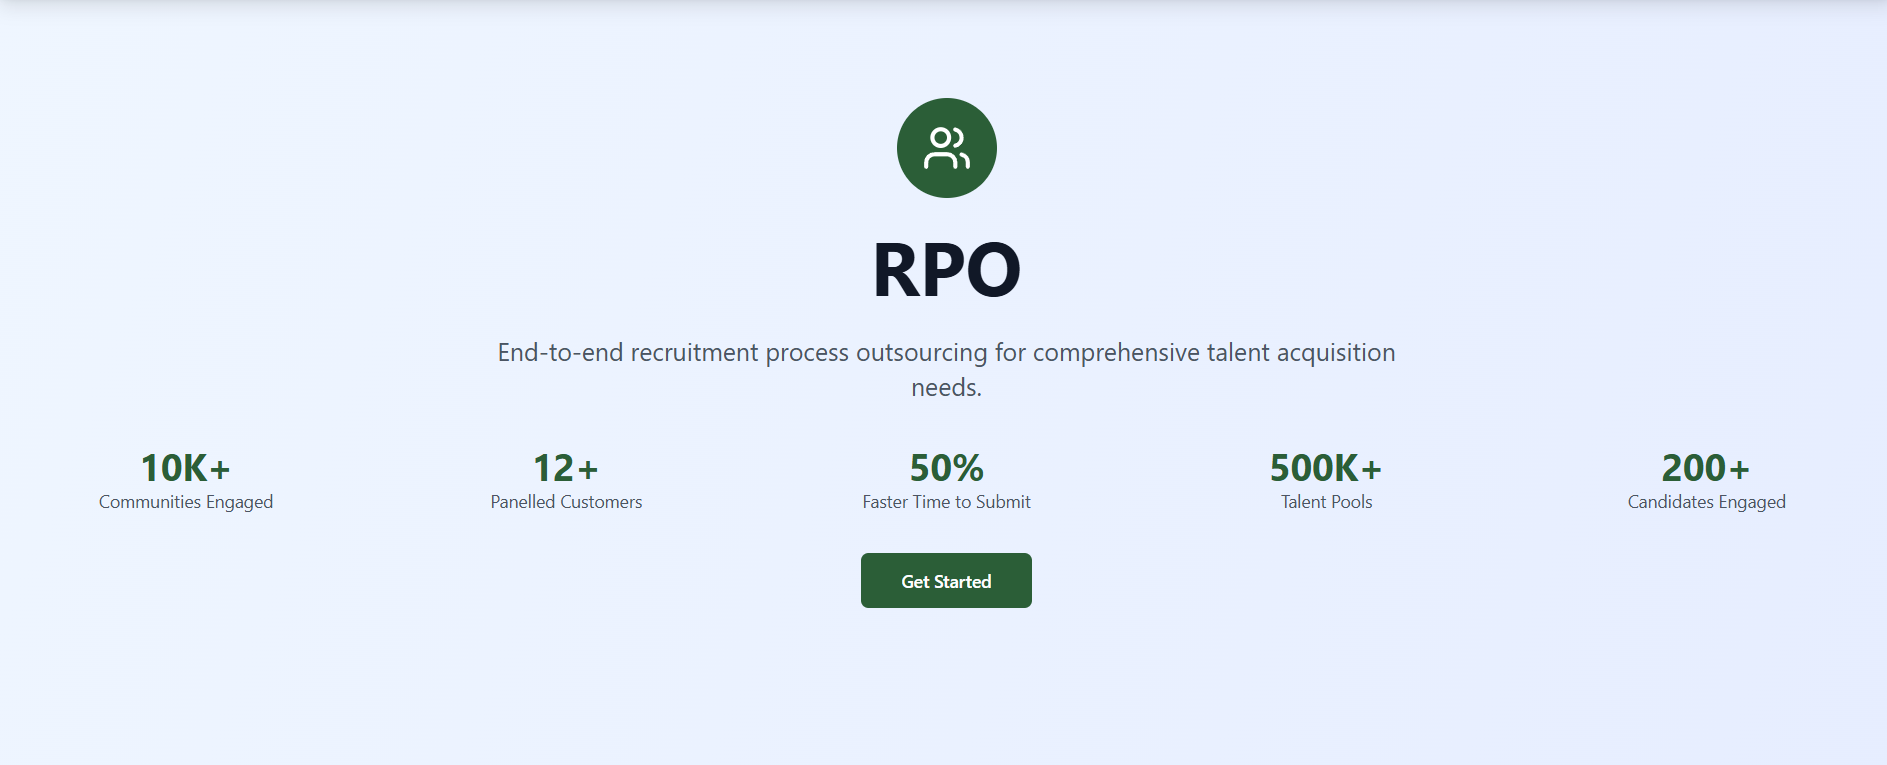 RPO
End-to-end recruitment process outsourcing for comprehensive talent acquisition
needs.
10K+
Communities Engaged
12+
Panelled Customers
50%
Faster Time to Submit
500K+
Talent Pools
200+
Candidates Engaged
Get Started